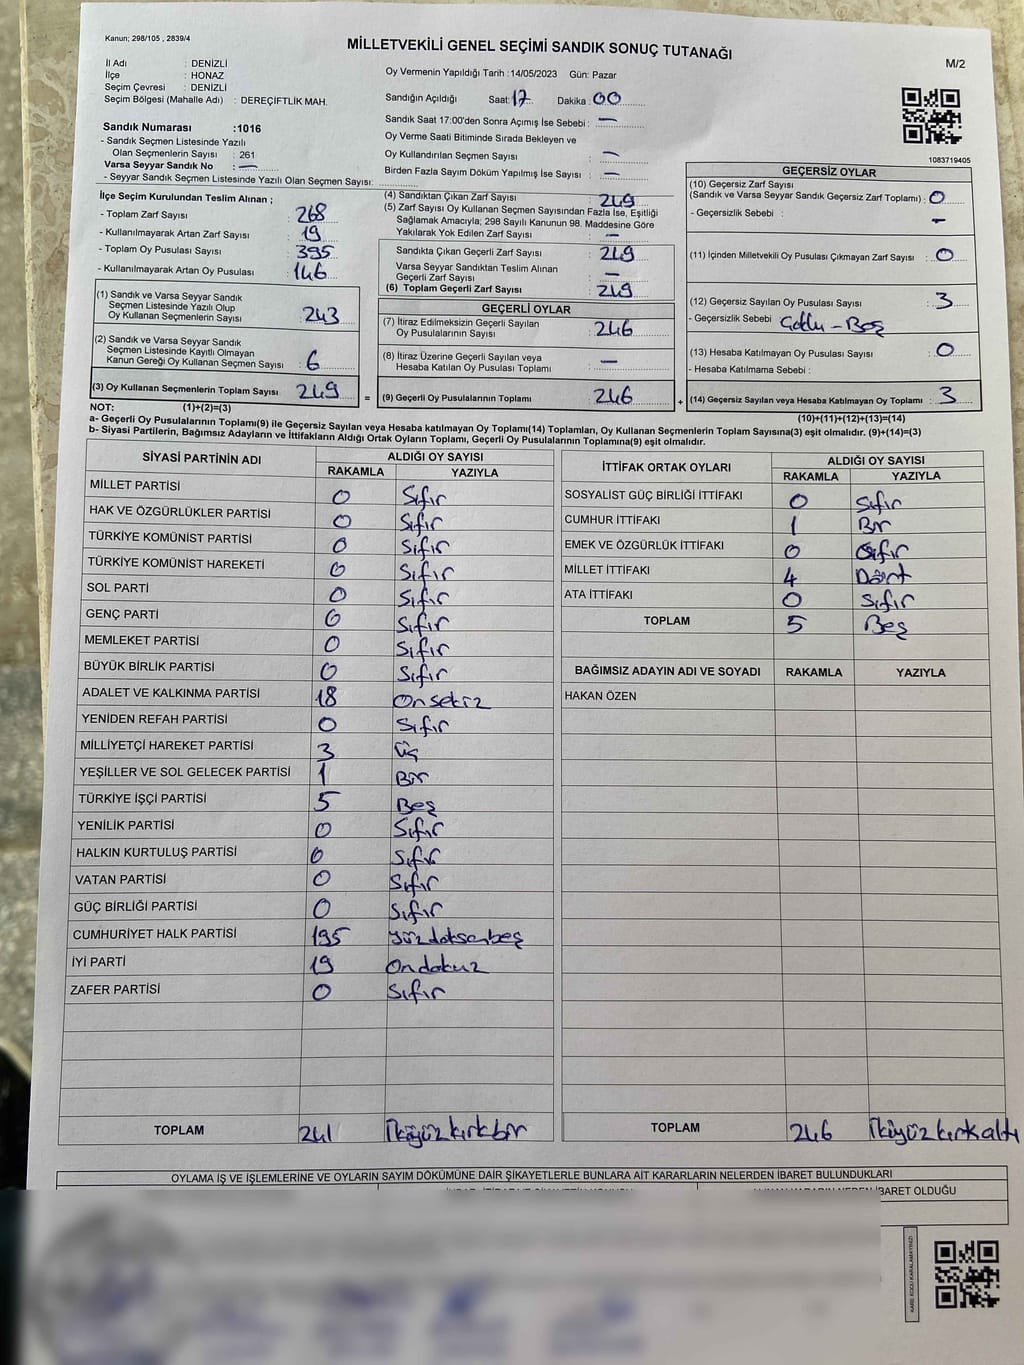 Kanun; 298/105 , 2839/4
MİLLETVEKİLİ GENEL SEÇİMİ SANDIK SONUÇ TUTANAĞI
M/2
İl Adı : DENİZLİ
İlçe : HONAZ
Seçim Çevresi : DENİZLİ
Seçim Bölgesi (Mahalle Adı) : DEREÇİFTLİK MAH.
Sandık Numarası :1016
- Sandık Seçmen Listesinde Yazılı
Olan Seçmenlerin Sayısı : 261
Varsa Seyyar Sandık No : —
- Seyyar Sandık Seçmen Listesinde Yazılı Olan Seçmen Sayısı:
Oy Vermenin Yapıldığı Tarih :14/05/2023 Gün: Pazar
Sandığın Açıldığı Saat: 17 Dakika : 00
Sandık Saat 17:00'den Sonra Açımış İse Sebebi : —
Oy Verme Saati Bitiminde Sırada Bekleyen ve
Oy Kullandırılan Seçmen Sayısı : —
Birden Fazla Sayım Döküm Yapılmış İse Sayısı : —
1083719405
İlçe Seçim Kurulundan Teslim Alınan ;
- Toplam Zarf Sayısı : 268
- Kullanılmayarak Artan Zarf Sayısı : 19
- Toplam Oy Pusulası Sayısı : 395
- Kullanılmayarak Artan Oy Pusulası : 146
(1) Sandık ve Varsa Seyyar Sandık
Seçmen Listesinde Yazılı Olup
Oy Kullanan Seçmenlerin Sayısı : 243
(2) Sandık ve Varsa Seyyar Sandık
Seçmen Listesinde Kayıtlı Olmayan
Kanun Gereği Oy Kullanan Seçmen Sayısı : 6
(3) Oy Kullanan Seçmenlerin Toplam Sayısı : 249
(4) Sandıktan Çıkan Zarf Sayısı : 249
(5) Zarf Sayısı Oy Kullanan Seçmen Sayısından Fazla İse, Eşitliği
Sağlamak Amacıyla; 298 Sayılı Kanunun 98. Maddesine Göre
Yakılarak Yok Edilen Zarf Sayısı : —
Sandıkta Çıkan Geçerli Zarf Sayısı : 249
Varsa Seyyar Sandıktan Teslim Alınan
Geçerli Zarf Sayısı : —
(6) Toplam Geçerli Zarf Sayısı : 249
GEÇERLİ OYLAR
(7) İtiraz Edilmeksizin Geçerli Sayılan
Oy Pusulalarının Sayısı : 246
(8) İtiraz Üzerine Geçerli Sayılan veya
Hesaba Katılan Oy Pusulası Toplamı : —
= (9) Geçerli Oy Pusulalarının Toplamı : 246
GEÇERSİZ OYLAR
(10) Geçersiz Zarf Sayısı
(Sandık ve Varsa Seyyar Sandık Geçersiz Zarf Toplamı) : 0
- Geçersizlik Sebebi : —
(11) İçinden Milletvekili Oy Pusulası Çıkmayan Zarf Sayısı : 0
(12) Geçersiz Sayılan Oy Pusulası Sayısı : 3
- Geçersizlik Sebebi : Çoklu - Boş
(13) Hesaba Katılmayan Oy Pusulası Sayısı : 0
- Hesaba Katılmama Sebebi :
+ (14) Geçersiz Sayılan veya Hesaba Katılmayan Oy Toplamı : 3
NOT: (1)+(2)=(3)
(10)+(11)+(12)+(13)=(14)
a- Geçerli Oy Pusulalarının Toplamı(9) ile Geçersiz Sayılan veya Hesaba Katılmayan Oy Toplamı(14) Toplamları, Oy Kullanan Seçmenlerin Toplam Sayısına(3) eşit olmalıdır. (9)+(14)=(3)
b- Siyasi Partilerin, Bağımsız Adayların ve İttifakların Aldığı Ortak Oyların Toplamı, Geçerli Oy Pusulalarının Toplamına(9) eşit olmalıdır.
SİYASİ PARTİNİN ADI ALDIĞI OY SAYISI
RAKAMLA YAZIYLA
MİLLET PARTİSİ 0 Sıfır
HAK VE ÖZGÜRLÜKLER PARTİSİ 0 Sıfır
TÜRKİYE KOMÜNİST PARTİSİ 0 Sıfır
TÜRKİYE KOMÜNİST HAREKETİ 0 Sıfır
SOL PARTİ 0 Sıfır
GENÇ PARTİ 0 Sıfır
MEMLEKET PARTİSİ 0 Sıfır
BÜYÜK BİRLİK PARTİSİ 0 Sıfır
ADALET VE KALKINMA PARTİSİ 18 Onsekiz
YENİDEN REFAH PARTİSİ 0 Sıfır
MİLLİYETÇİ HAREKET PARTİSİ 3 Üç
YEŞİLLER VE SOL GELECEK PARTİSİ 1 Bir
TÜRKİYE İŞÇİ PARTİSİ 5 Beş
YENİLİK PARTİSİ 0 Sıfır
HALKIN KURTULUŞ PARTİSİ 0 Sıfır
VATAN PARTİSİ 0 Sıfır
GÜÇ BİRLİĞİ PARTİSİ 0 Sıfır
CUMHURİYET HALK PARTİSİ 195 Yüzdoksanbeş
İYİ PARTİ 19 Ondokuz
ZAFER PARTİSİ 0 Sıfır
TOPLAM 241 İkiyüzkırkbir
İTTİFAK ORTAK OYLARI ALDIĞI OY SAYISI
RAKAMLA YAZIYLA
SOSYALİST GÜÇ BİRLİĞİ İTTİFAKI 0 Sıfır
CUMHUR İTTİFAKI 1 Bir
EMEK VE ÖZGÜRLÜK İTTİFAKI 0 Sıfır
MİLLET İTTİFAKI 4 Dört
ATA İTTİFAKI 0 Sıfır
TOPLAM 5 Beş
BAĞIMSIZ ADAYIN ADI VE SOYADI RAKAMLA YAZIYLA
HAKAN ÖZEN
TOPLAM 246 İkiyüzkırkaltı
OYLAMA İŞ VE İŞLEMLERİNE VE OYLARIN SAYIM DÖKÜMÜNE DAİR ŞİKAYETLERLE BUNLARA AİT KARARLARIN NELERDEN İBARET BULUNDUKLARI
İBARET OLDUĞU
KARE KODU KARALAMAYINIZ!